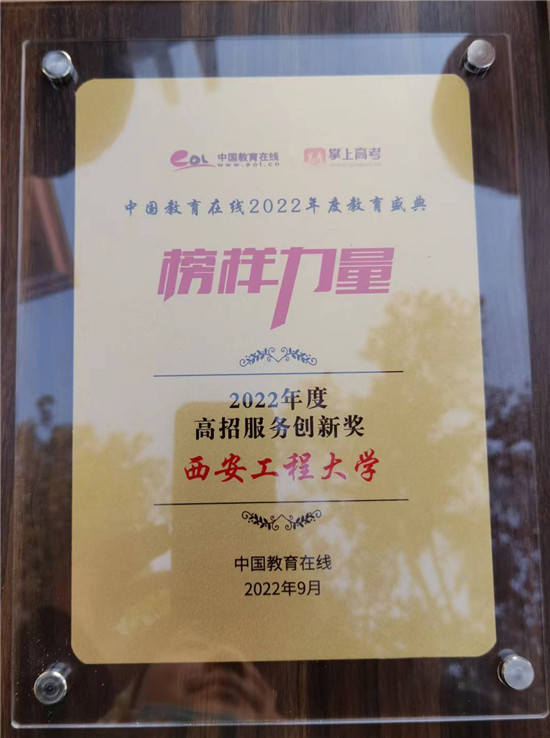 eoL 中国教育在线 掌上高考
www.eol.cn
中国教育在线2022年度教育盛典
榜样力量
2022年度
高招服务创新奖
西安工程大学
中国教育在线
2022年9月